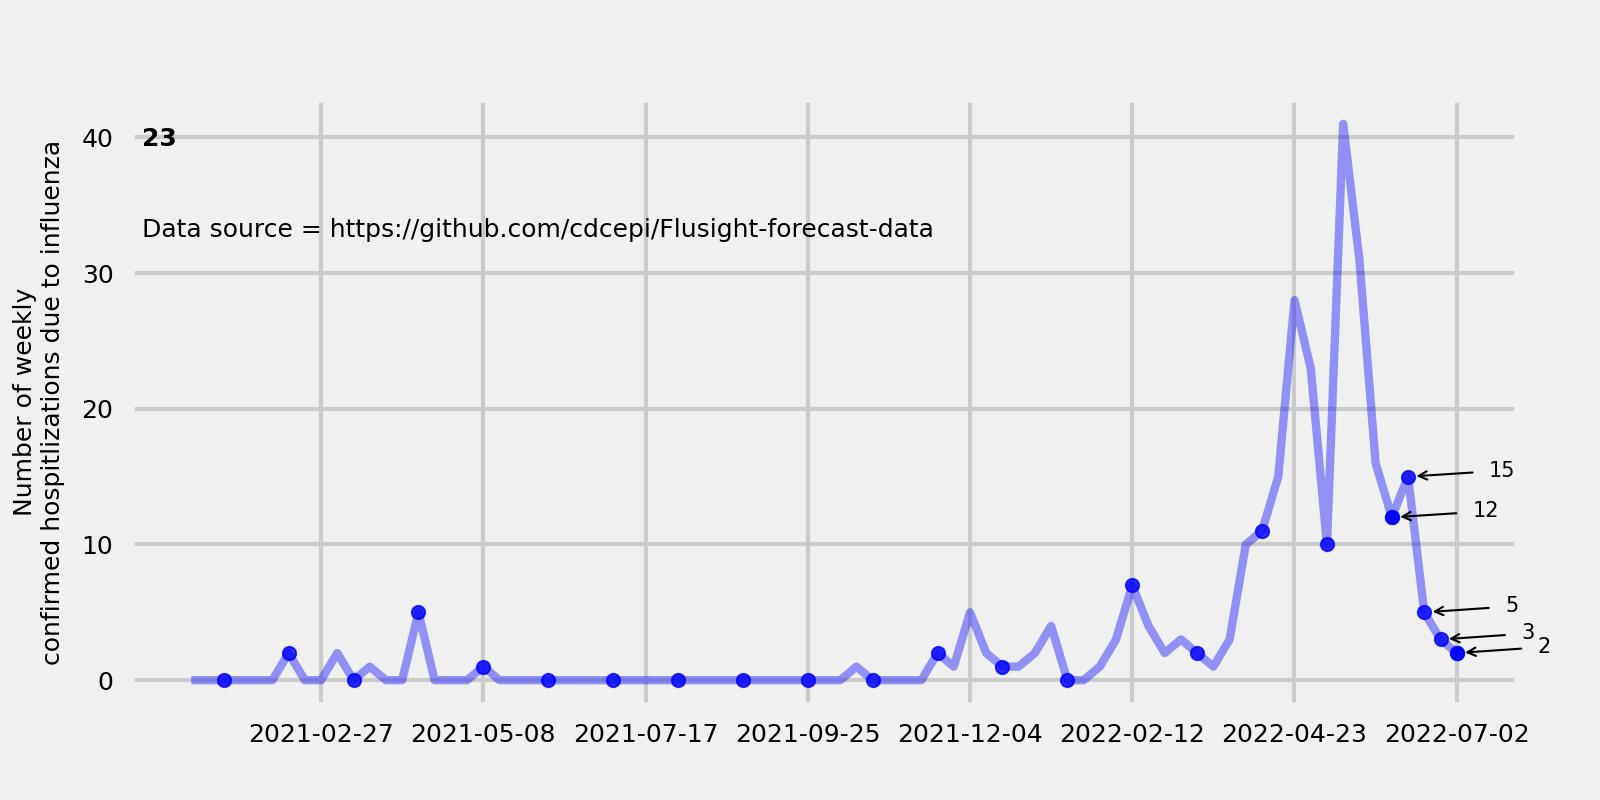 23
Data source = https://github.com/cdcepi/Flusight-forecast-data
Number of weekly
confirmed hospitlizations due to influenza
40
30
20
10
0
15
12
5
3
2
2021-02-27 2021-05-08 2021-07-17 2021-09-25 2021-12-04 2022-02-12 2022-04-23 2022-07-02